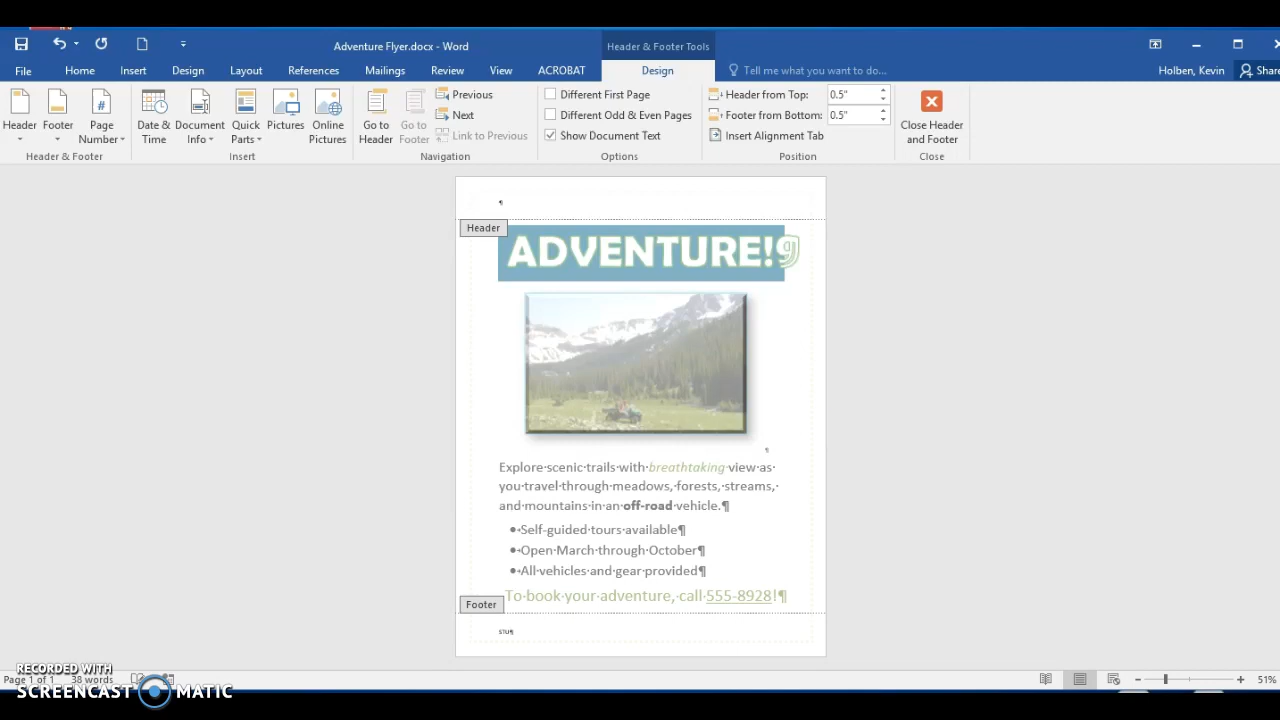 Adventure Flyer.docx - Word
Header & Footer Tools
File Home Insert Design Layout References Mailings Review View ACROBAT Design Tell me what you want to do... Holben, Kevin Share
Header Footer Page Number
Header & Footer
Date & Time Document Info Quick Parts Pictures Online Pictures
Insert
Go to Header Go to Footer Previous Next Link to Previous
Navigation
Different First Page
Different Odd & Even Pages
Show Document Text
Options
Header from Top: 0.5"
Footer from Bottom: 0.5"
Insert Alignment Tab
Position
Close Header and Footer
Close
¶
Header
ADVENTURE!¶
¶
Explore·scenic·trails·with·breathtaking·view·as·
you·travel·through·meadows,·forests,·streams,·
and·mountains·in·an·off-road·vehicle.¶
•Self-guided·tours·available¶
•Open·March·through·October¶
•All·vehicles·and·gear·provided¶
To·book·your·adventure,·call·555-8928!¶
Footer
STU¶
RECORDED WITH
SCREENCAST MATIC
Page 1 of 1 38 words 51%